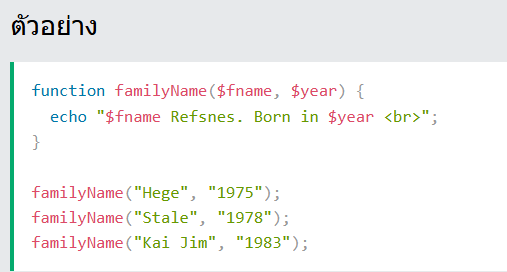 ตัวอย่าง
function familyName($fname, $year) {
  echo "$fname Refsnes. Born in $year <br>";
}
familyName("Hege", "1975");
familyName("Stale", "1978");
familyName("Kai Jim", "1983");